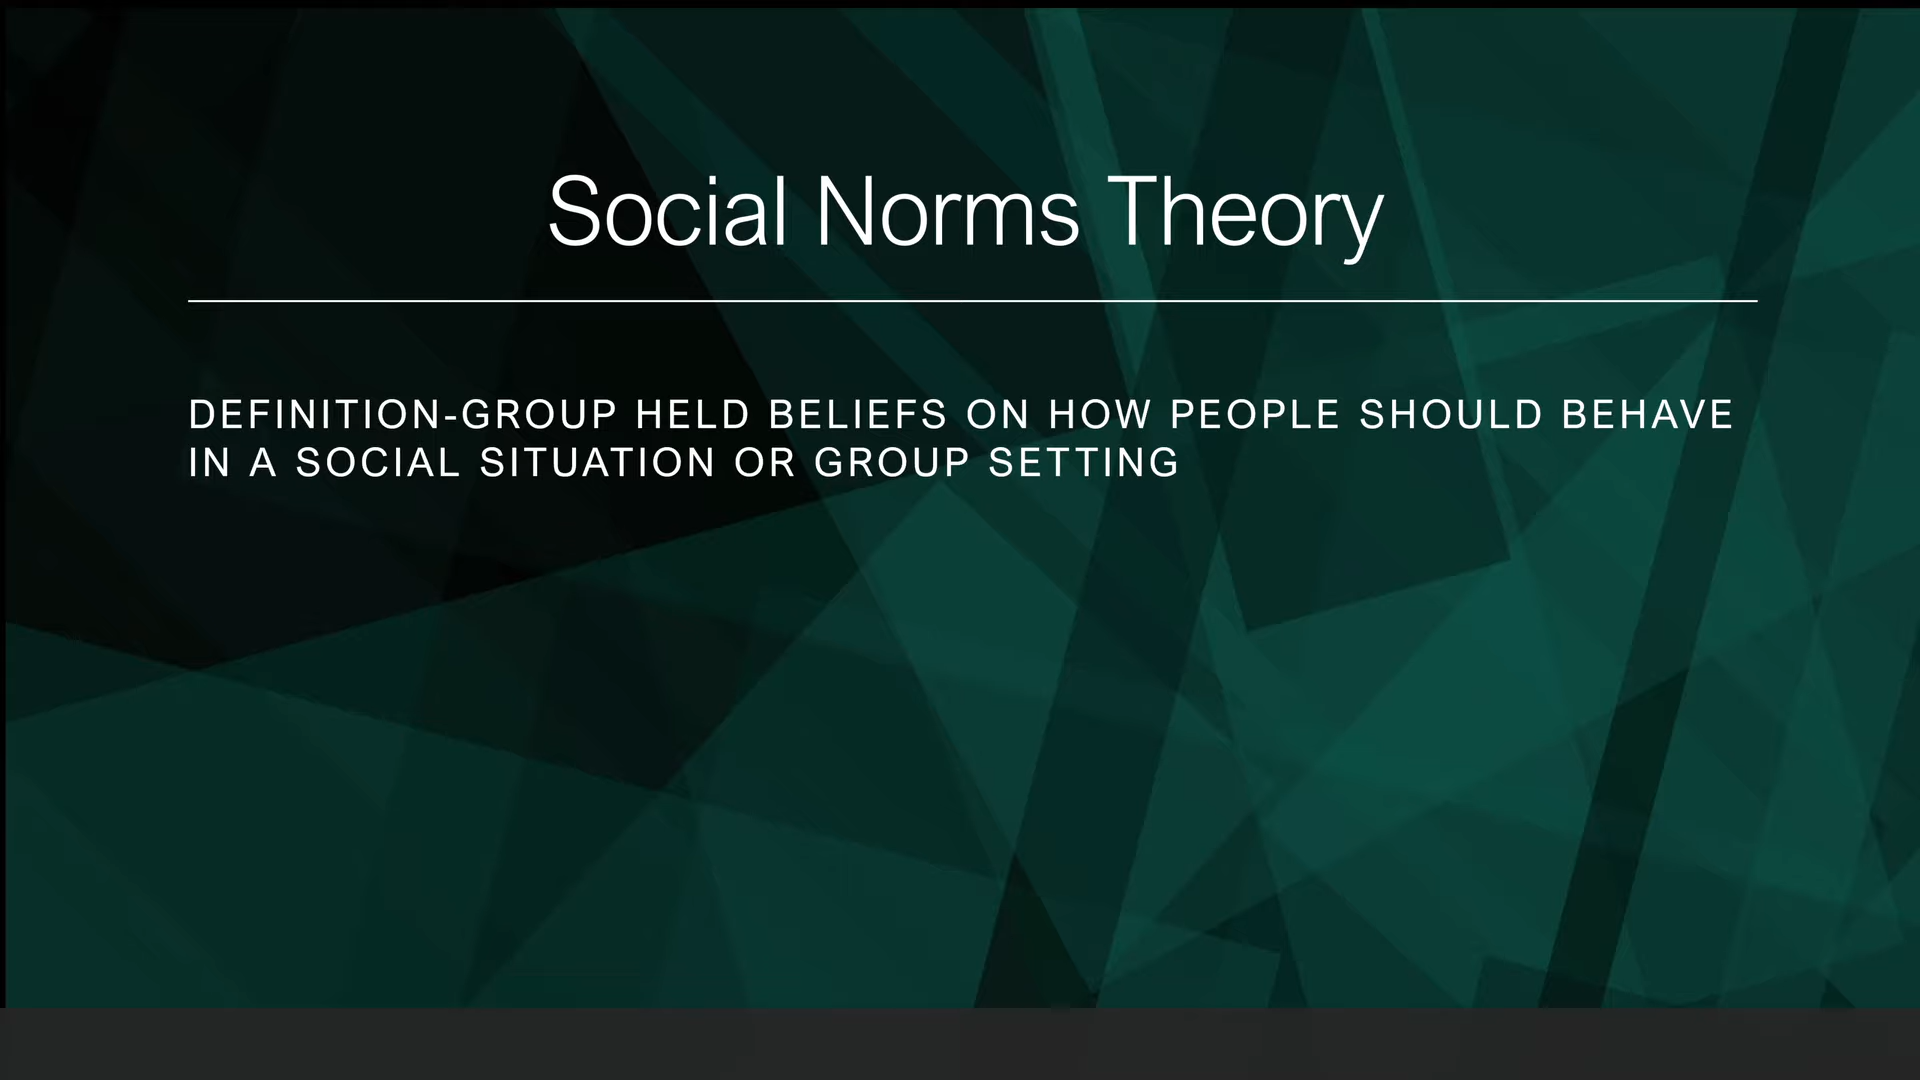 Social Norms Theory
DEFINITION-GROUP HELD BELIEFS ON HOW PEOPLE SHOULD BEHAVE
IN A SOCIAL SITUATION OR GROUP SETTING